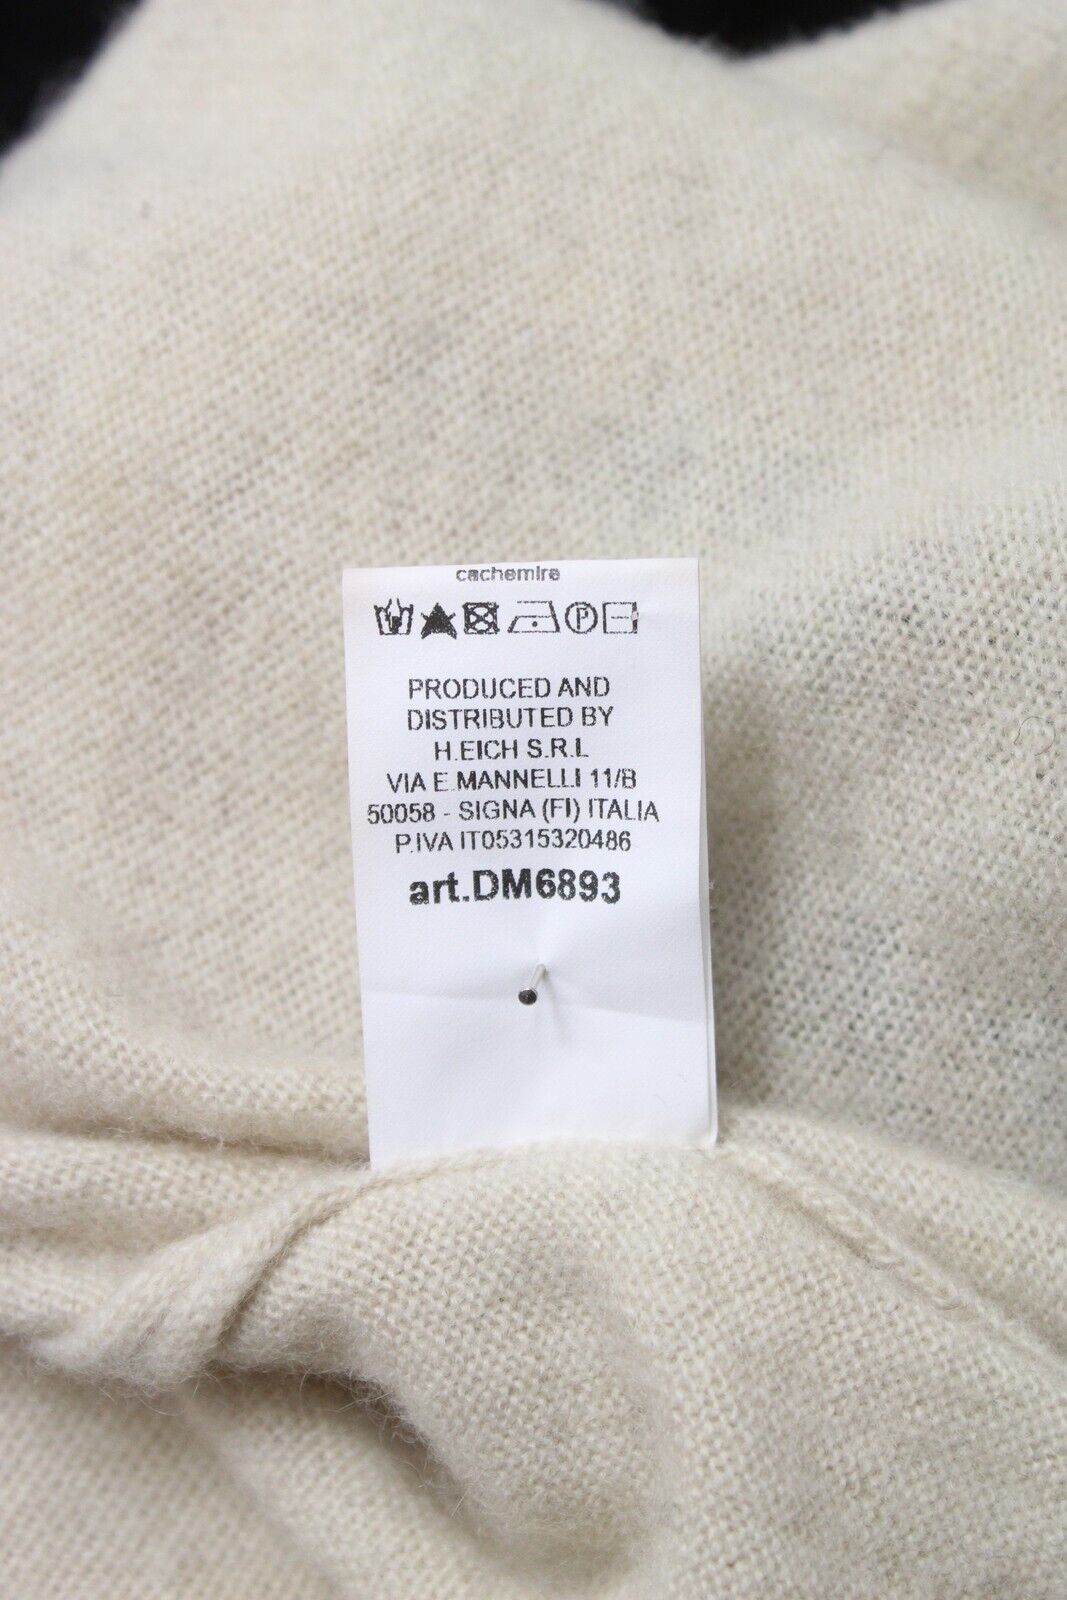 cachemire
P
PRODUCED AND
DISTRIBUTED BY
H.EICH S.R.L
VIA E.MANNELLI 11/B
50058 - SIGNA (FI) ITALIA
P.IVA IT05315320486
art.DM6893